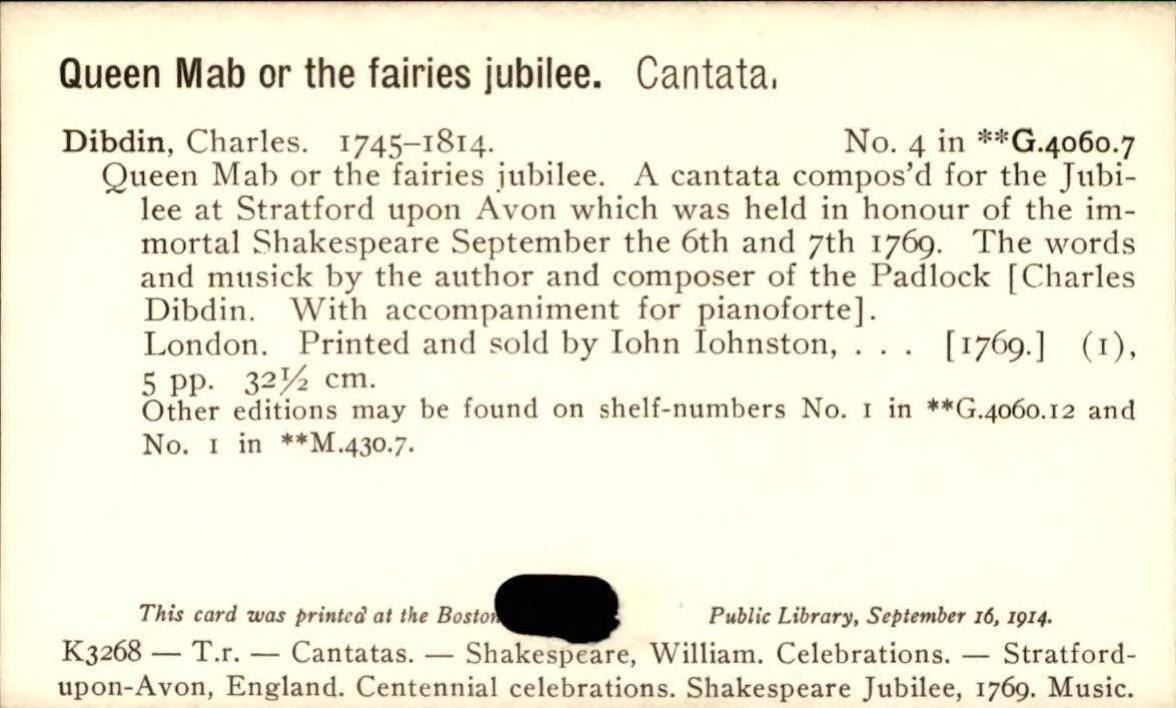 Queen Mab or the fairies jubilee. Cantata.
Dibdin, Charles. 1745–1814. No. 4 in **G.4060.7
Queen Mab or the fairies jubilee. A cantata compos'd for the Jubi-
lee at Stratford upon Avon which was held in honour of the im-
mortal Shakespeare September the 6th and 7th 1769. The words
and musick by the author and composer of the Padlock [Charles
Dibdin. With accompaniment for pianoforte].
London. Printed and sold by Iohn Iohnston, . . . [1769.] (1),
5 pp. 32½ cm.
Other editions may be found on shelf-numbers No. 1 in **G.4060.12 and
No. 1 in **M.430.7.
This card was printed at the Boston Public Library, September 16, 1914.
K3268 — T.r. — Cantatas. — Shakespeare, William. Celebrations. — Stratford-
upon-Avon, England. Centennial celebrations. Shakespeare Jubilee, 1769. Music.